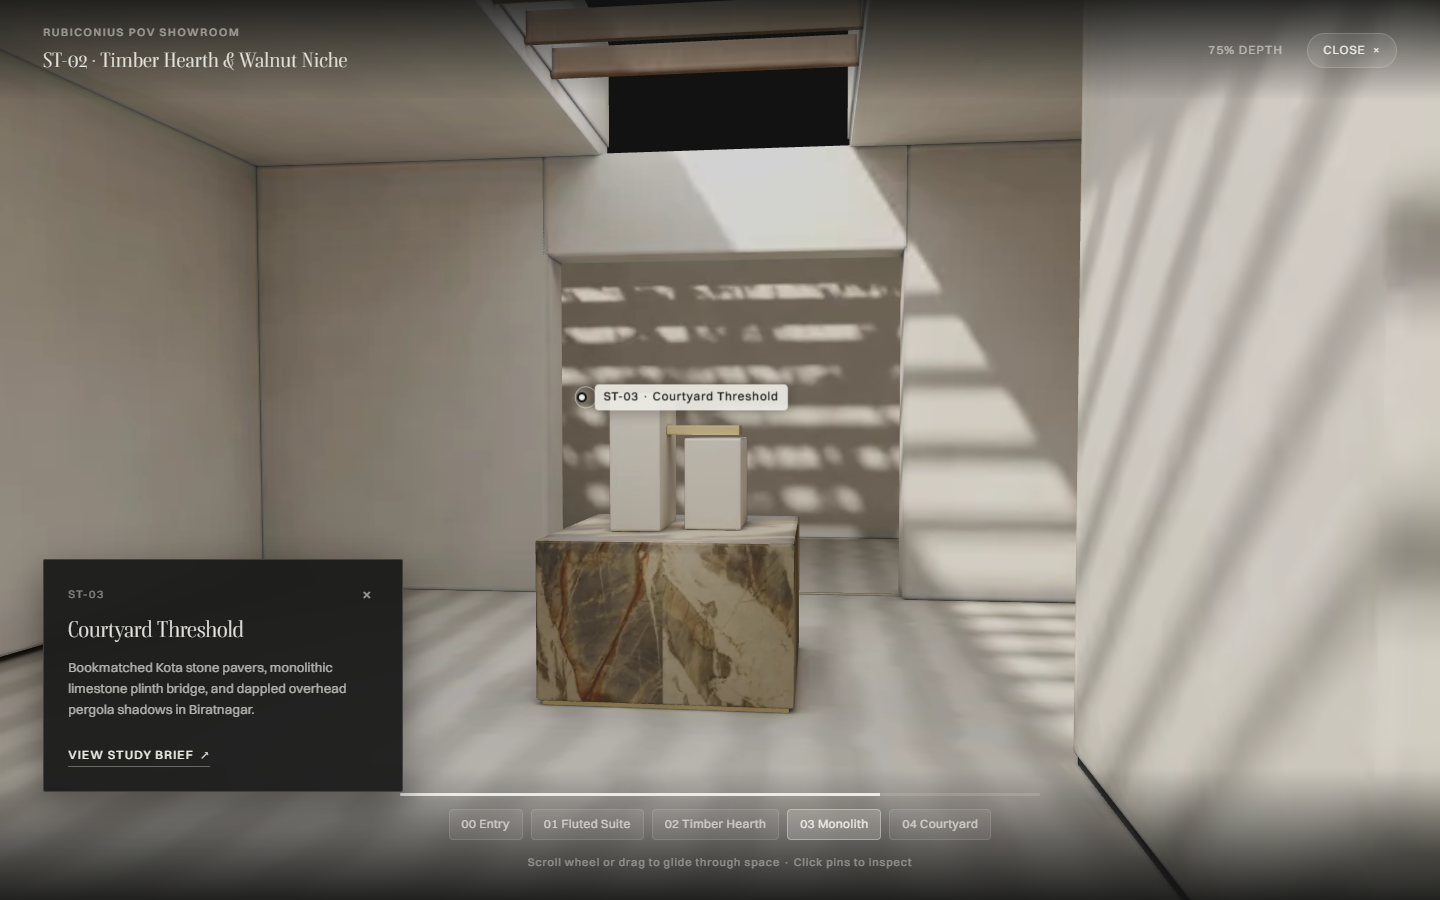 RUBICONIUS POV SHOWROOM
ST-02 · Timber Hearth & Walnut Niche
75% DEPTH
CLOSE ×
ST-03 · Courtyard Threshold
ST-03 ×
Courtyard Threshold
Bookmatched Kota stone pavers, monolithic
limestone plinth bridge, and dappled overhead
pergola shadows in Biratnagar.
VIEW STUDY BRIEF ↗
00 Entry
01 Fluted Suite
02 Timber Hearth
03 Monolith
04 Courtyard
Scroll wheel or drag to glide through space · Click pins to inspect